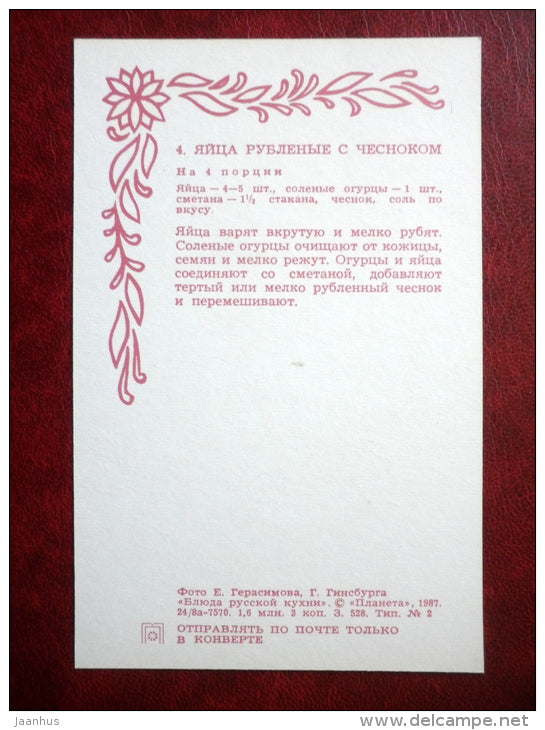 4. ЯЙЦА РУБЛЕНЫЕ С ЧЕСНОКОМ
На 4 порции
Яйца — 4—5 шт., соленые огурцы — 1 шт.,
сметана — 1½ стакана, чеснок, соль по
вкусу.
Яйца варят вкрутую и мелко рубят.
Соленые огурцы очищают от кожицы,
семян и мелко режут. Огурцы и яйца
соединяют со сметаной, добавляют
тертый или мелко рубленный чеснок
и перемешивают.
Фото Е. Герасимова, Г. Гинсбурга
«Блюда русской кухни». © «Планета», 1987.
24/8а-7570. 1,6 млн. 3 коп. З. 528. Тип. № 2
ОТПРАВЛЯТЬ ПО ПОЧТЕ ТОЛЬКО
В КОНВЕРТЕ
jaanhus
www.delcampe.net